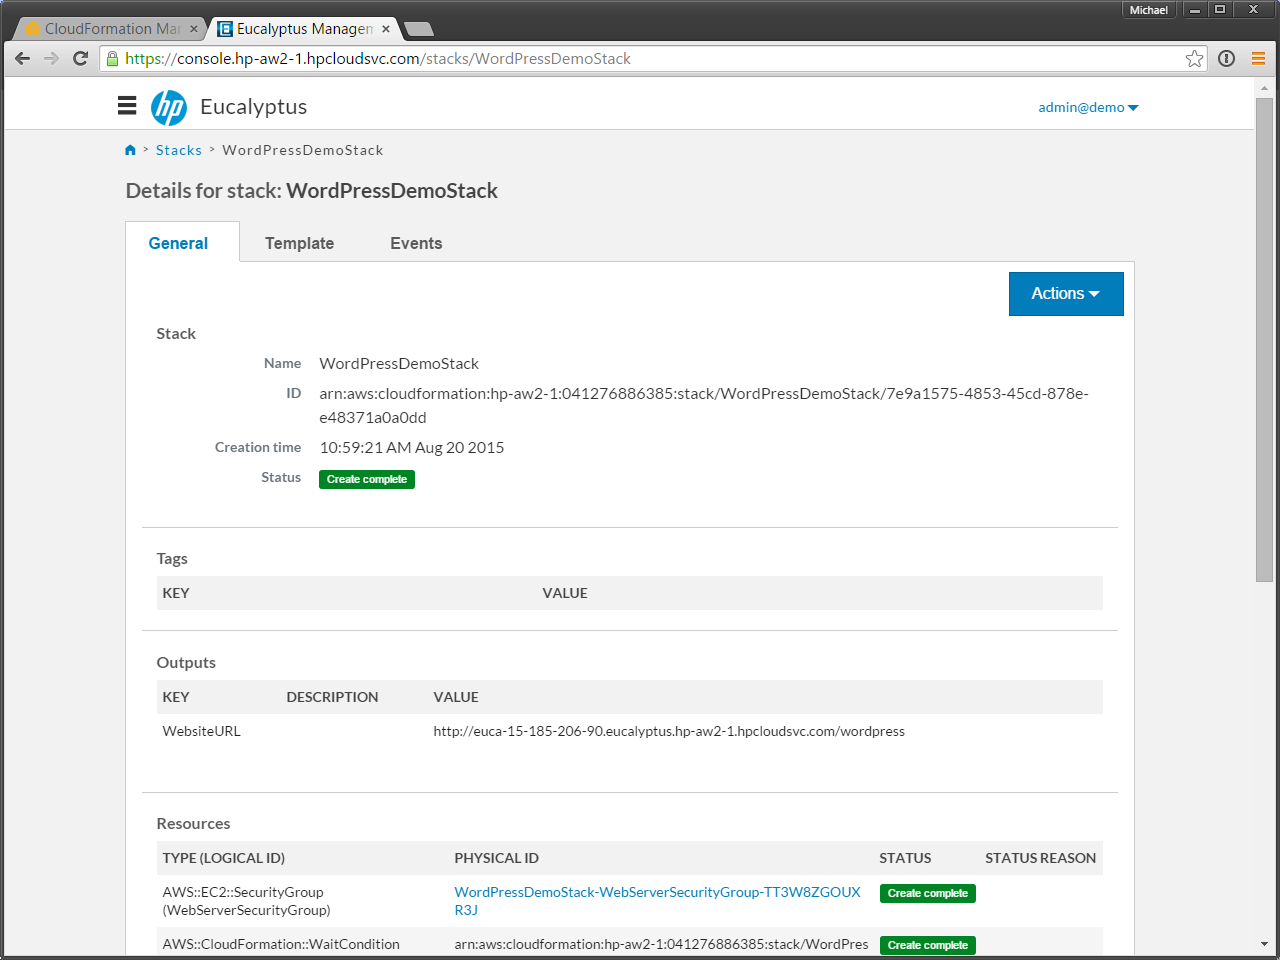 Michael
CloudFormation Mar
Eucalyptus Managem
https://console.hp-aw2-1.hpcloudsvc.com/stacks/WordPressDemoStack
hp Eucalyptus
admin@demo
> Stacks > WordPressDemoStack
Details for stack: WordPressDemoStack
General Template Events
Actions
Stack
Name WordPressDemoStack
ID arn:aws:cloudformation:hp-aw2-1:041276886385:stack/WordPressDemoStack/7e9a1575-4853-45cd-878e-
e48371a0a0dd
Creation time 10:59:21 AM Aug 20 2015
Status Create complete
Tags
KEY VALUE
Outputs
KEY DESCRIPTION VALUE
WebsiteURL http://euca-15-185-206-90.eucalyptus.hp-aw2-1.hpcloudsvc.com/wordpress
Resources
TYPE (LOGICAL ID) PHYSICAL ID STATUS STATUS REASON
AWS::EC2::SecurityGroup WordPressDemoStack-WebServerSecurityGroup-TT3W8ZGOUX Create complete
(WebServerSecurityGroup) R3J
AWS::CloudFormation::WaitCondition arn:aws:cloudformation:hp-aw2-1:041276886385:stack/WordPres Create complete